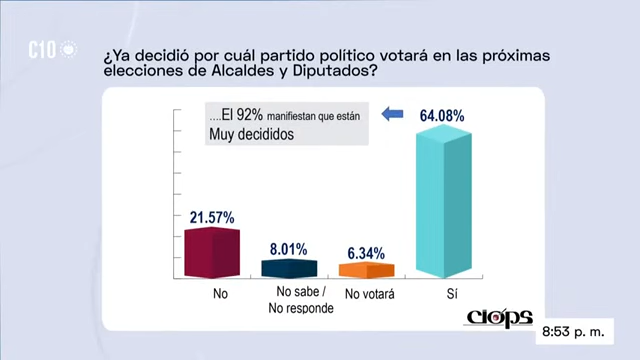 C10
¿Ya decidió por cuál partido político votará en las próximas
elecciones de Alcaldes y Diputados?
....El 92% manifiestan que están
Muy decididos
64.08%
21.57%
8.01%
6.34%
No
No sabe /
No responde
No votará
Sí
ciops
8:53 p. m.